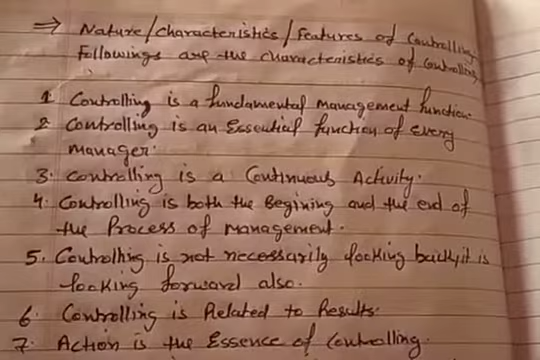 ⇒ Nature/characteristics/Features of Controlling:
Followings are the characteristics of Controlling
1. Controlling is a fundamental management function.
2 Controlling is an Essential function of every
manager.
3. Controlling is a Continuous Activity.
4. Controlling is both the Begining and the end of
the Process of management.
5. Controlling is not necessarily looking back, it is
looking forward also.
6. Controlling is Related to Results.
7. Action is the Essence of Controlling.